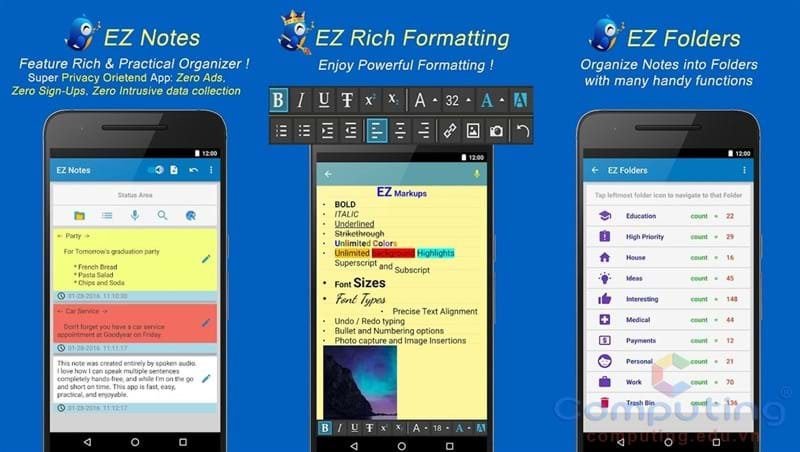 EZ Notes
Feature Rich & Practical Organizer !
Super Privacy Orietend App: Zero Ads,
Zero Sign-Ups, Zero Intrusive data collection
12:00
EZ Notes
Status Area
<- Party ->
For Tomorrow's graduation party
* French Bread
* Pasta Salad
* Chips and Soda
01-28-2016 11:10:30
<- Car Service ->
Don't forget you have a car service
appointment at Goodyear on Friday
01-28-2016 11:11:17
This note was created entirely by spoken audio.
I love how I can speak multiple sentences
completely hands free, and while I'm on the go
and short on time. This app is fast, easy,
practical, and enjoyable.
01-28-2016 11:12:17
EZ Rich Formatting
Enjoy Powerful Formatting !
B I U T x² x₂ A 32 A A
12:00
EZ Markups
• BOLD
• ITALIC
• Underlined
• Strikethrough
• Unlimited Colors
• Unlimited background Highlights
• Superscript and Subscript
• Font Sizes
• Font Types
• Precise Text Alignment
• Undo / Redo typing
• Bullet and Numbering options
• Photo capture and Image Insertions
B I U T x² x₂ A 18 A A
EZ Folders
Organize Notes into Folders
with many handy functions
12:00
EZ Folders
Tap leftmost folder icon to navigate to that Folder
Education count = 22
High Priority count = 29
House count = 16
Ideas count = 45
Interesting count = 148
Medical count = 44
Payments count = 12
Personal count = 21
Work count = 70
Trash Bin count = 136
Computing®
computing.edu.vn